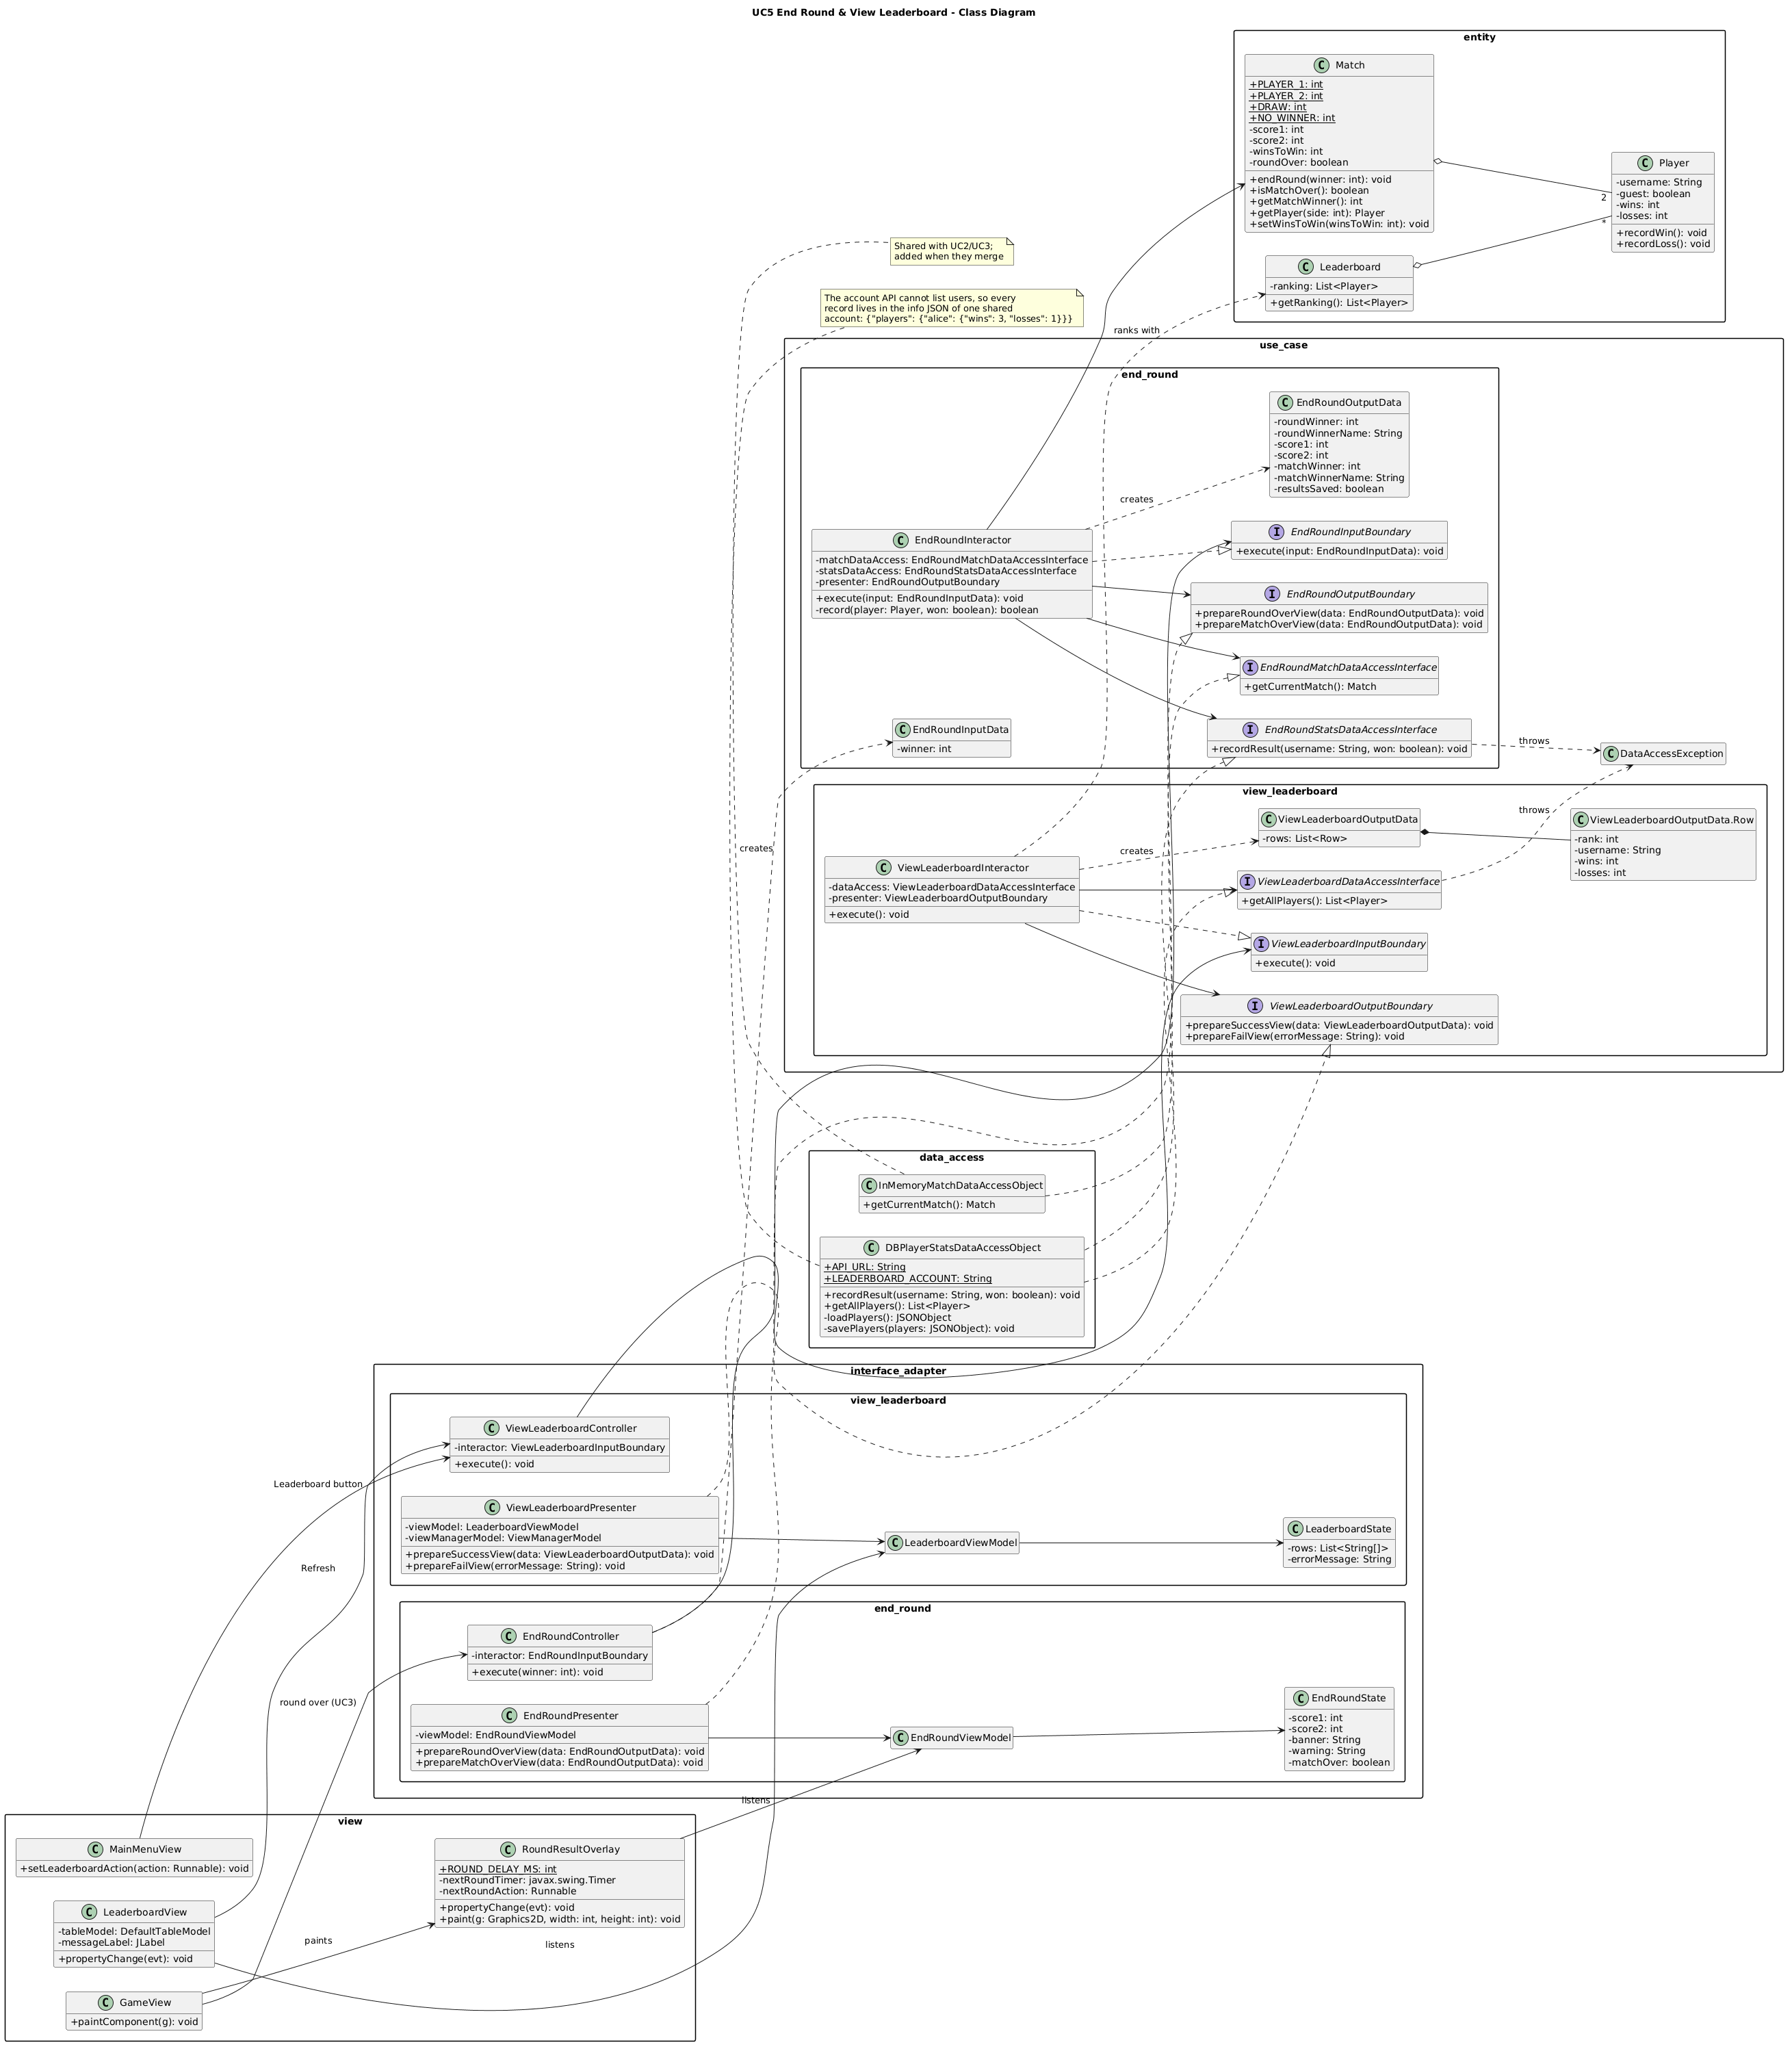 UC5 End Round & View Leaderboard - Class Diagram
entity
Match
+PLAYER_1: int
+PLAYER_2: int
+DRAW: int
+NO_WINNER: int
-score1: int
-score2: int
-winsToWin: int
-roundOver: boolean
+endRound(winner: int): void
+isMatchOver(): boolean
+getMatchWinner(): int
+getPlayer(side: int): Player
+setWinsToWin(winsToWin: int): void
Player
-username: String
-guest: boolean
-wins: int
-losses: int
+recordWin(): void
+recordLoss(): void
2
*
Leaderboard
-ranking: List<Player>
+getRanking(): List<Player>
Shared with UC2/UC3;
added when they merge
The account API cannot list users, so every
record lives in the info JSON of one shared
account: {"players": {"alice": {"wins": 3, "losses": 1}}}
ranks with
use_case
end_round
EndRoundOutputData
-roundWinner: int
-roundWinnerName: String
-score1: int
-score2: int
-matchWinner: int
-matchWinnerName: String
-resultsSaved: boolean
creates
EndRoundInteractor
-matchDataAccess: EndRoundMatchDataAccessInterface
-statsDataAccess: EndRoundStatsDataAccessInterface
-presenter: EndRoundOutputBoundary
+execute(input: EndRoundInputData): void
-record(player: Player, won: boolean): boolean
EndRoundInputBoundary
+execute(input: EndRoundInputData): void
EndRoundOutputBoundary
+prepareRoundOverView(data: EndRoundOutputData): void
+prepareMatchOverView(data: EndRoundOutputData): void
EndRoundMatchDataAccessInterface
+getCurrentMatch(): Match
EndRoundInputData
-winner: int
EndRoundStatsDataAccessInterface
+recordResult(username: String, won: boolean): void
throws
DataAccessException
view_leaderboard
ViewLeaderboardOutputData
-rows: List<Row>
ViewLeaderboardOutputData.Row
-rank: int
-username: String
-wins: int
-losses: int
throws
creates
creates
ViewLeaderboardInteractor
-dataAccess: ViewLeaderboardDataAccessInterface
-presenter: ViewLeaderboardOutputBoundary
+execute(): void
ViewLeaderboardDataAccessInterface
+getAllPlayers(): List<Player>
ViewLeaderboardInputBoundary
+execute(): void
ViewLeaderboardOutputBoundary
+prepareSuccessView(data: ViewLeaderboardOutputData): void
+prepareFailView(errorMessage: String): void
data_access
InMemoryMatchDataAccessObject
+getCurrentMatch(): Match
DBPlayerStatsDataAccessObject
+API_URL: String
+LEADERBOARD_ACCOUNT: String
+recordResult(username: String, won: boolean): void
+getAllPlayers(): List<Player>
-loadPlayers(): JSONObject
-savePlayers(players: JSONObject): void
interface_adapter
view_leaderboard
ViewLeaderboardController
-interactor: ViewLeaderboardInputBoundary
+execute(): void
Leaderboard button
ViewLeaderboardPresenter
-viewModel: LeaderboardViewModel
-viewManagerModel: ViewManagerModel
+prepareSuccessView(data: ViewLeaderboardOutputData): void
+prepareFailView(errorMessage: String): void
LeaderboardViewModel
LeaderboardState
-rows: List<String[]>
-errorMessage: String
Refresh
end_round
EndRoundController
-interactor: EndRoundInputBoundary
+execute(winner: int): void
round over (UC3)
EndRoundPresenter
-viewModel: EndRoundViewModel
+prepareRoundOverView(data: EndRoundOutputData): void
+prepareMatchOverView(data: EndRoundOutputData): void
EndRoundViewModel
EndRoundState
-score1: int
-score2: int
-banner: String
-warning: String
-matchOver: boolean
listens
view
MainMenuView
+setLeaderboardAction(action: Runnable): void
RoundResultOverlay
+ROUND_DELAY_MS: int
-nextRoundTimer: javax.swing.Timer
-nextRoundAction: Runnable
+propertyChange(evt): void
+paint(g: Graphics2D, width: int, height: int): void
LeaderboardView
-tableModel: DefaultTableModel
-messageLabel: JLabel
+propertyChange(evt): void
paints
listens
GameView
+paintComponent(g): void